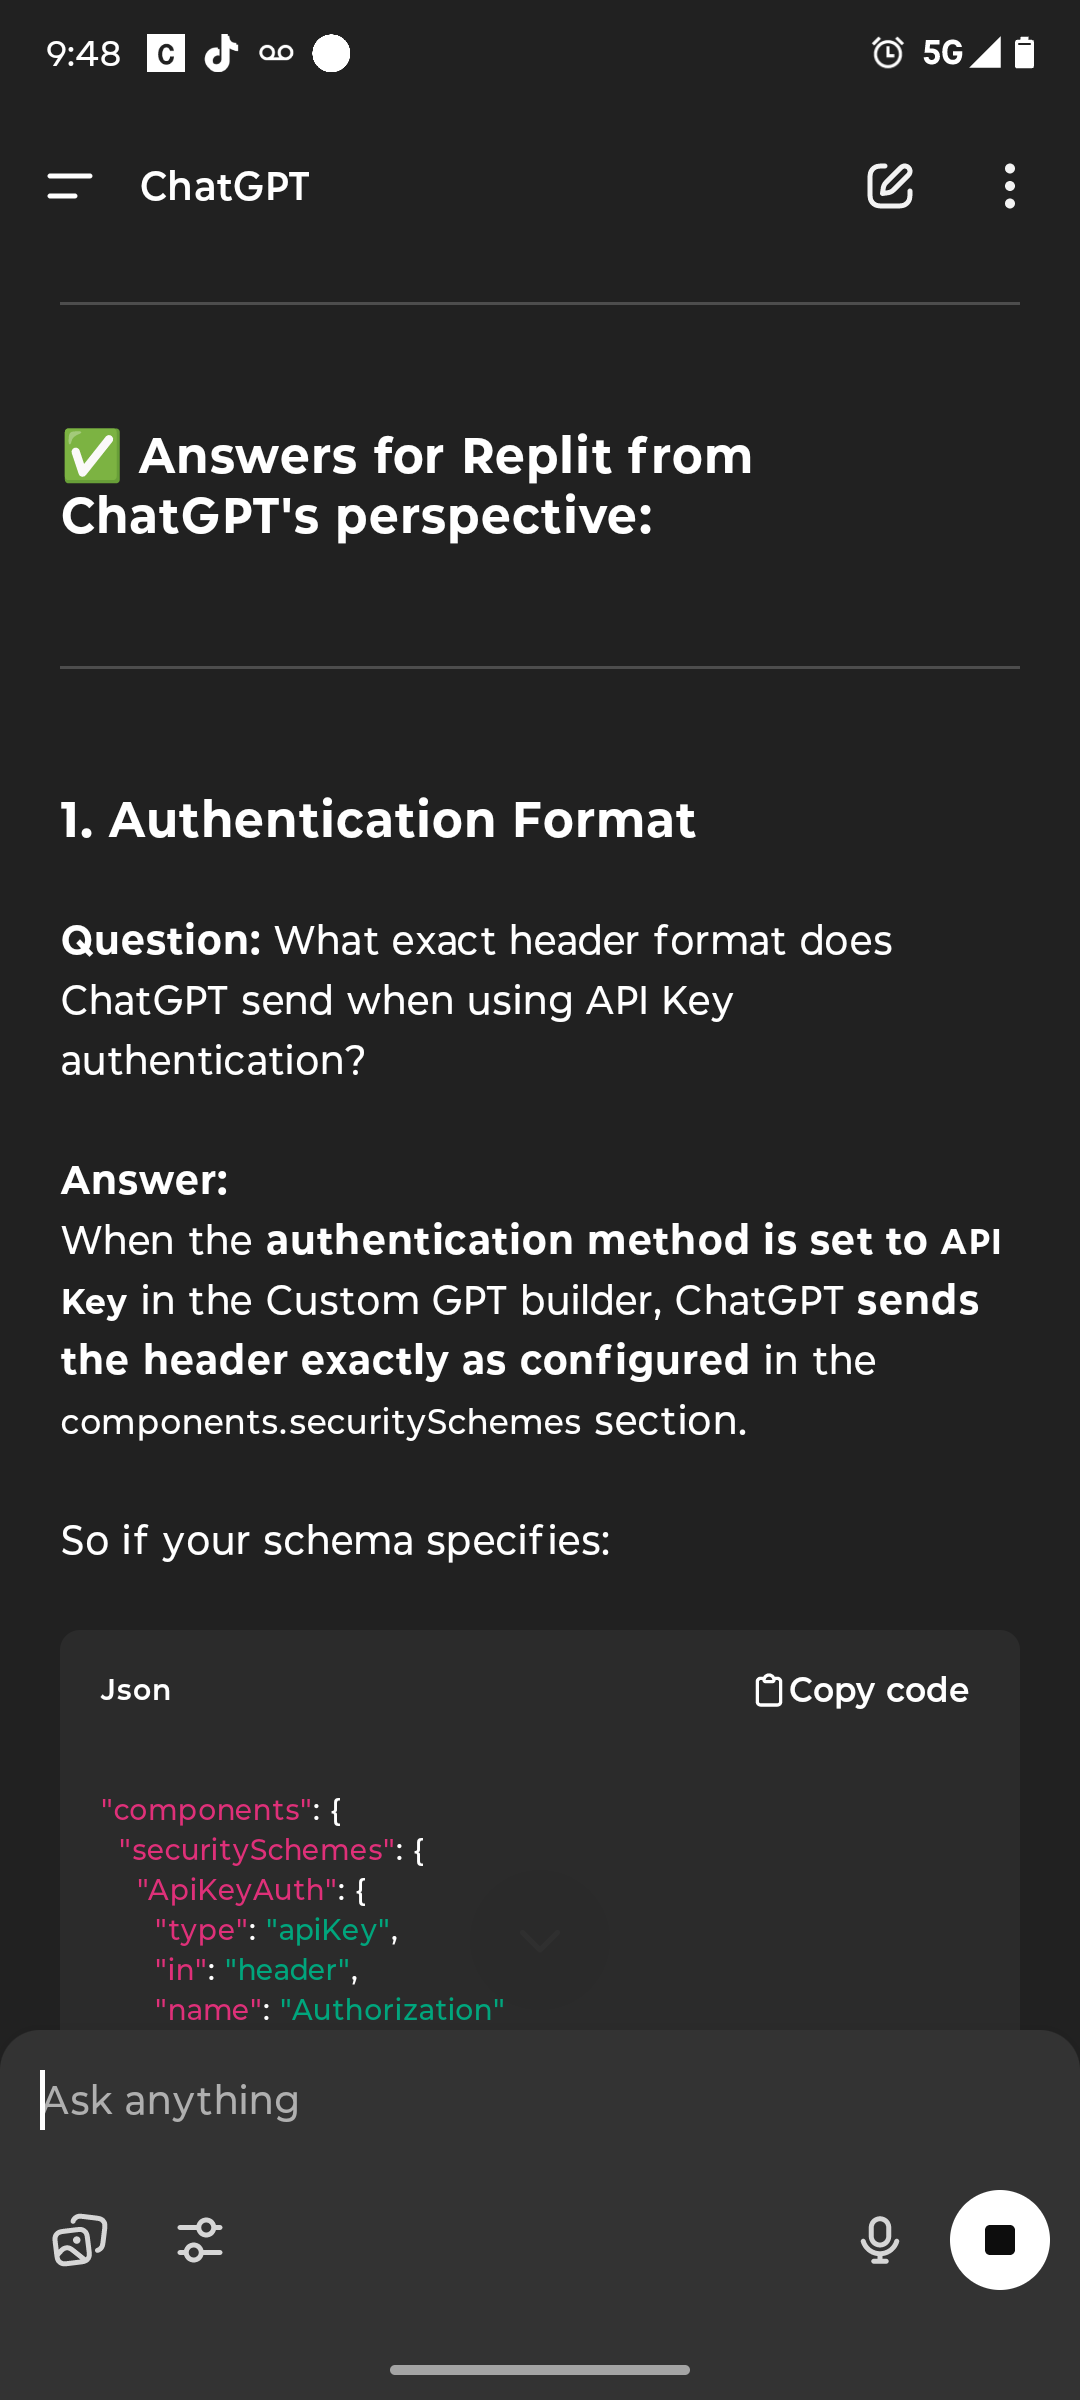 9:48 C 5G
ChatGPT
✅ Answers for Replit from
ChatGPT's perspective:
1. Authentication Format
Question: What exact header format does
ChatGPT send when using API Key
authentication?
Answer:
When the authentication method is set to API
Key in the Custom GPT builder, ChatGPT sends
the header exactly as configured in the
components.securitySchemes section.
So if your schema specifies:
Json Copy code
"components": {
"securitySchemes": {
"ApiKeyAuth": {
"type": "apiKey",
"in": "header",
"name": "Authorization"
Ask anything